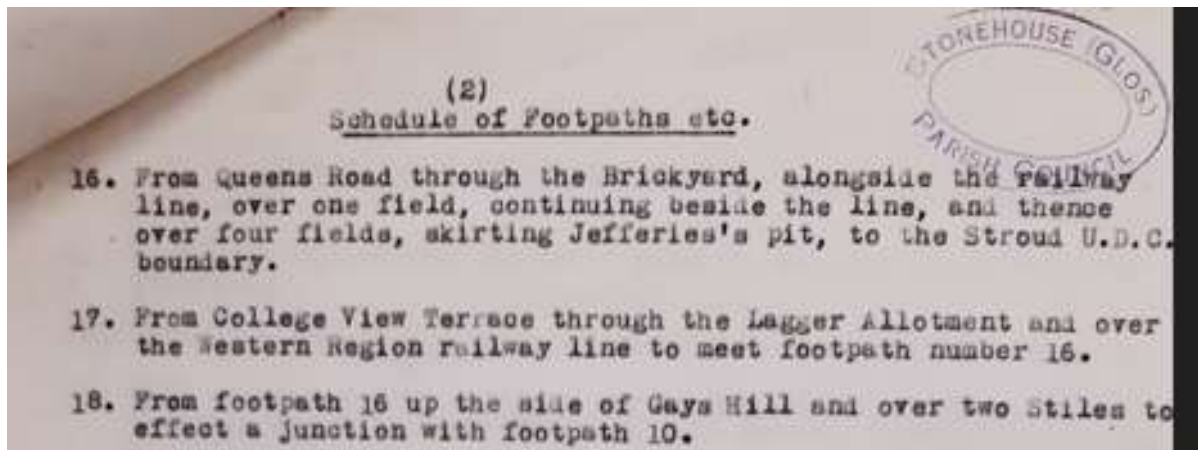 STONEHOUSE (GLOS)
PARISH COUNCIL
(2)
Schedule of Footpaths etc.
16. From Queens Road through the Brickyard, alongside the railway
line, over one field, continuing beside the line, and thence
over four fields, skirting Jefferies's pit, to the Stroud U.D.C.
boundary.
17. From College View Terrace through the Lagger Allotment and over
the Western Region railway line to meet footpath number 16.
18. From footpath 16 up the side of Gays Hill and over two Stiles to
effect a junction with footpath 10.